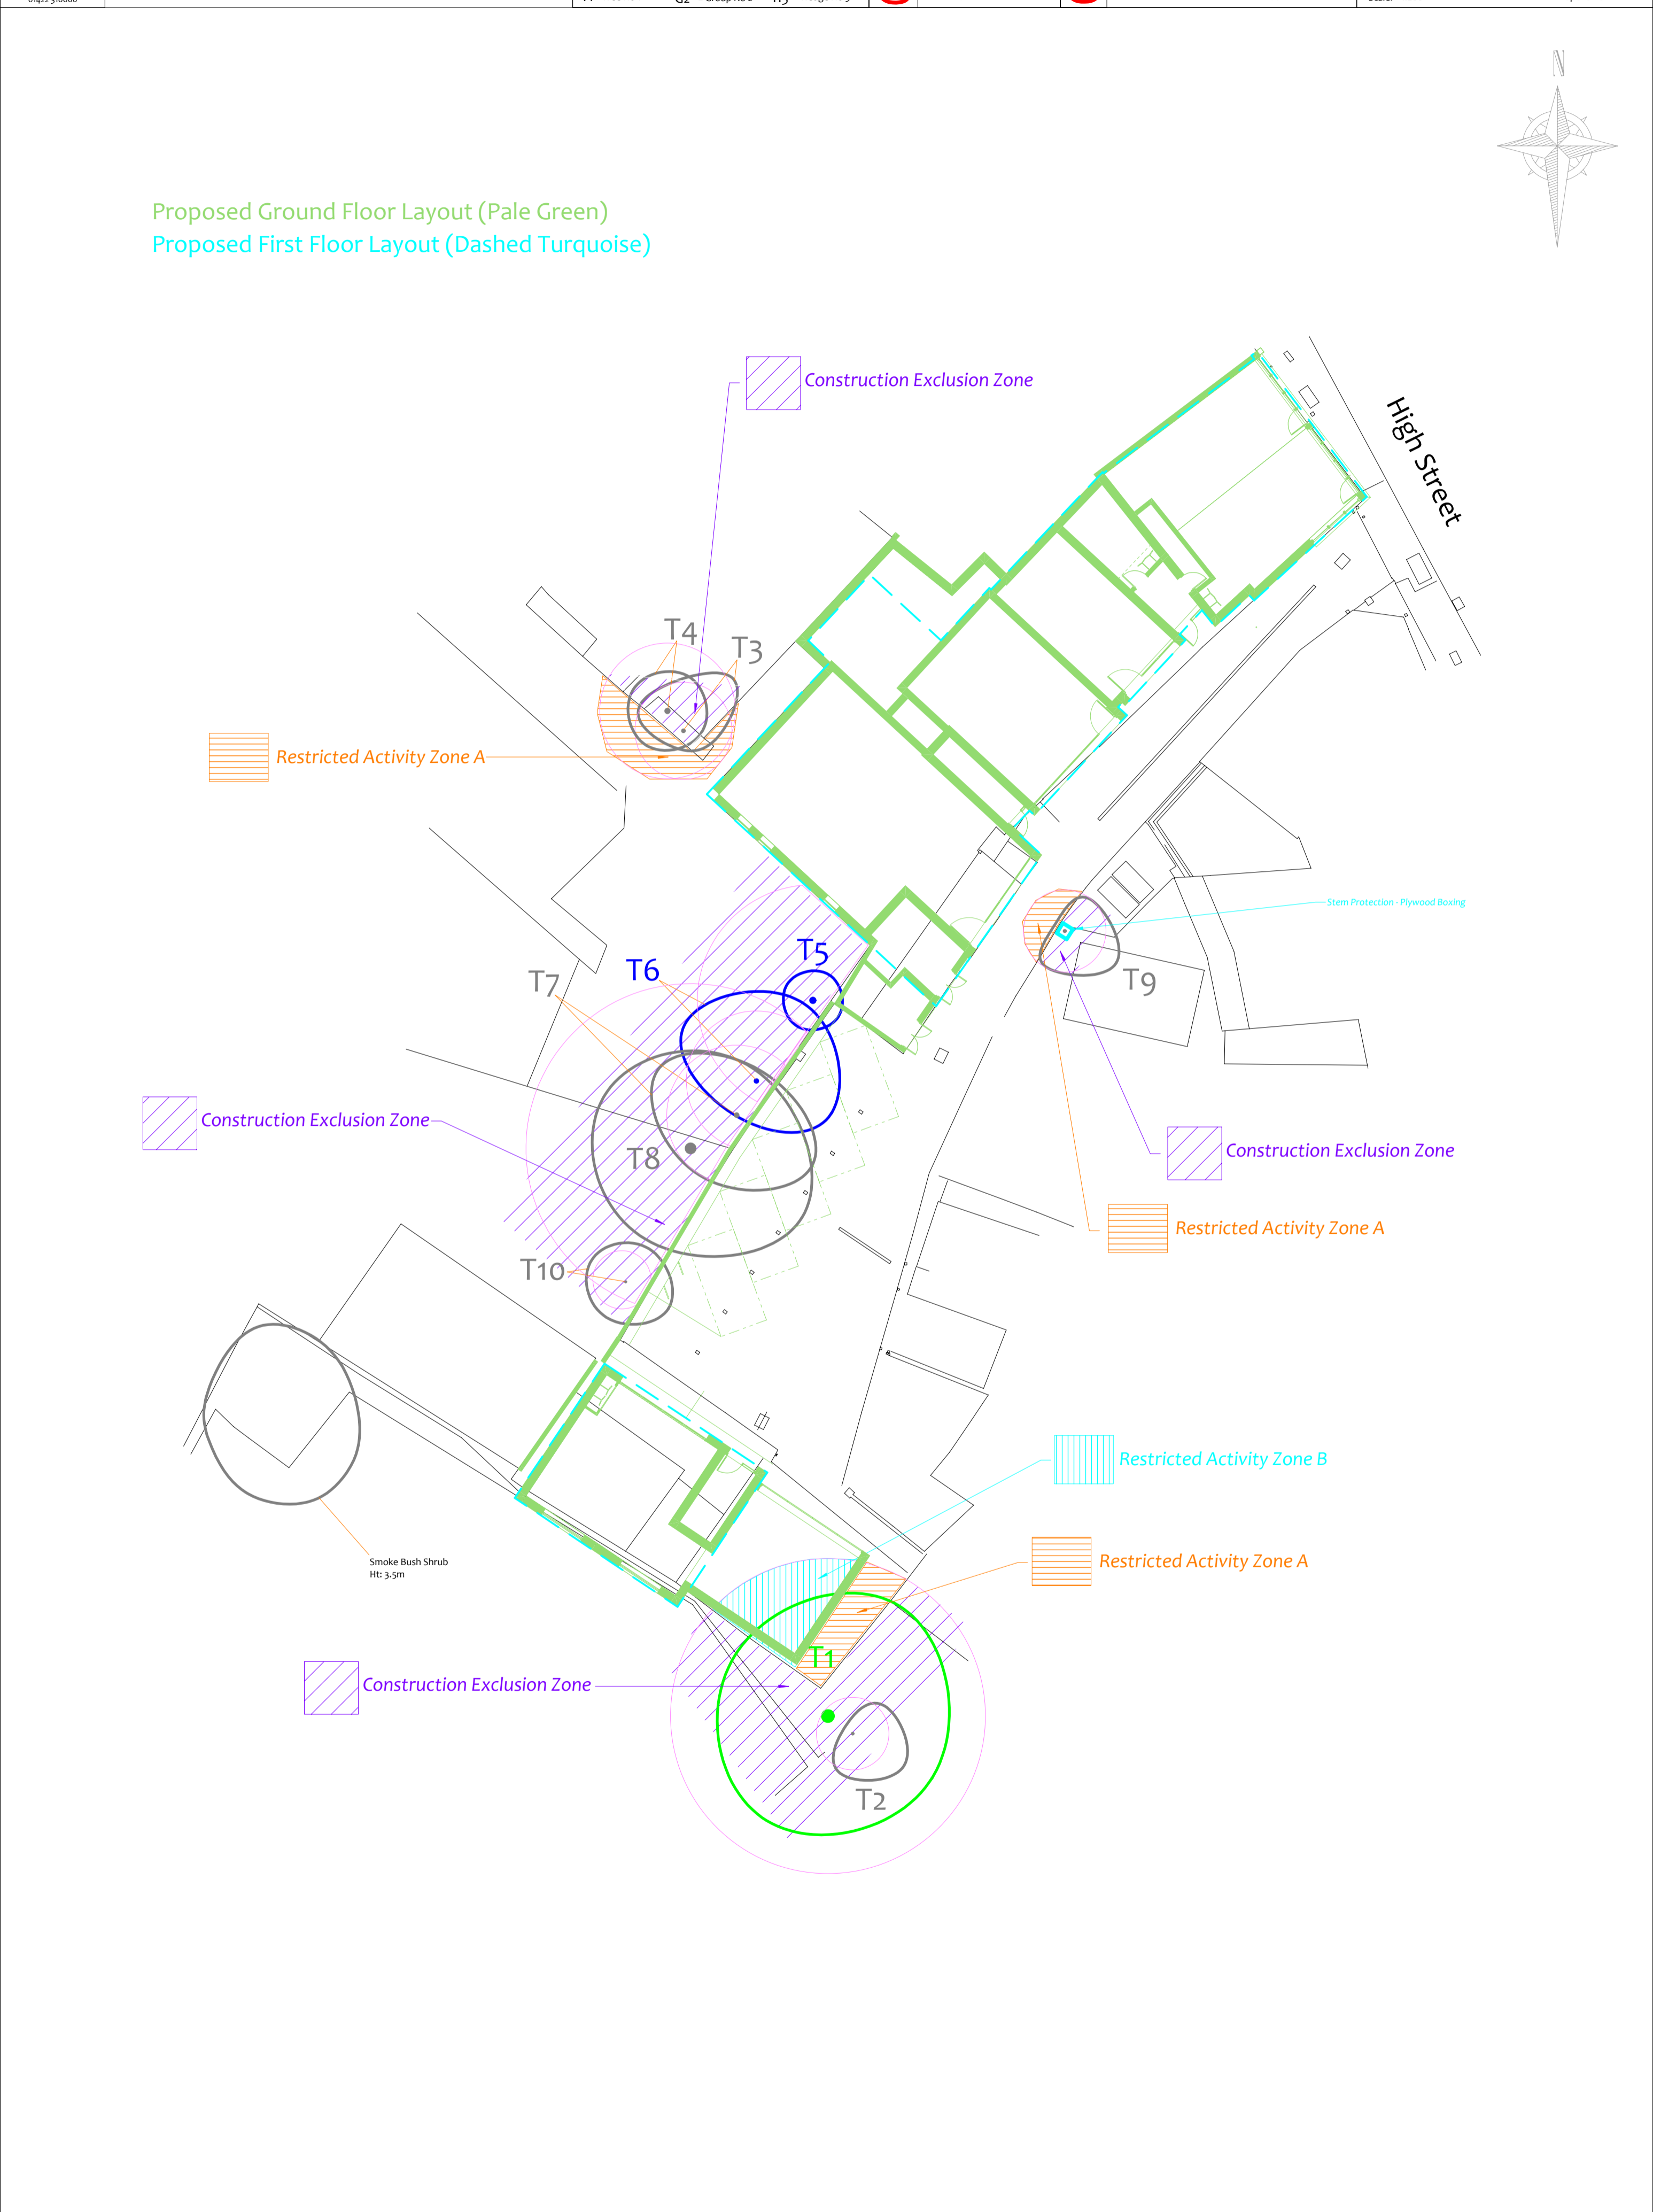 N
Proposed Ground Floor Layout (Pale Green)
Proposed First Floor Layout (Dashed Turquoise)
Construction Exclusion Zone
High Street
T4
T3
Restricted Activity Zone A
Stem Protection - Plywood Boxing
T5
T6
T7
T9
Construction Exclusion Zone
T8
Construction Exclusion Zone
Restricted Activity Zone A
T10
Restricted Activity Zone B
Smoke Bush Shrub
Ht: 3.5m
Restricted Activity Zone A
T1
Construction Exclusion Zone
T2